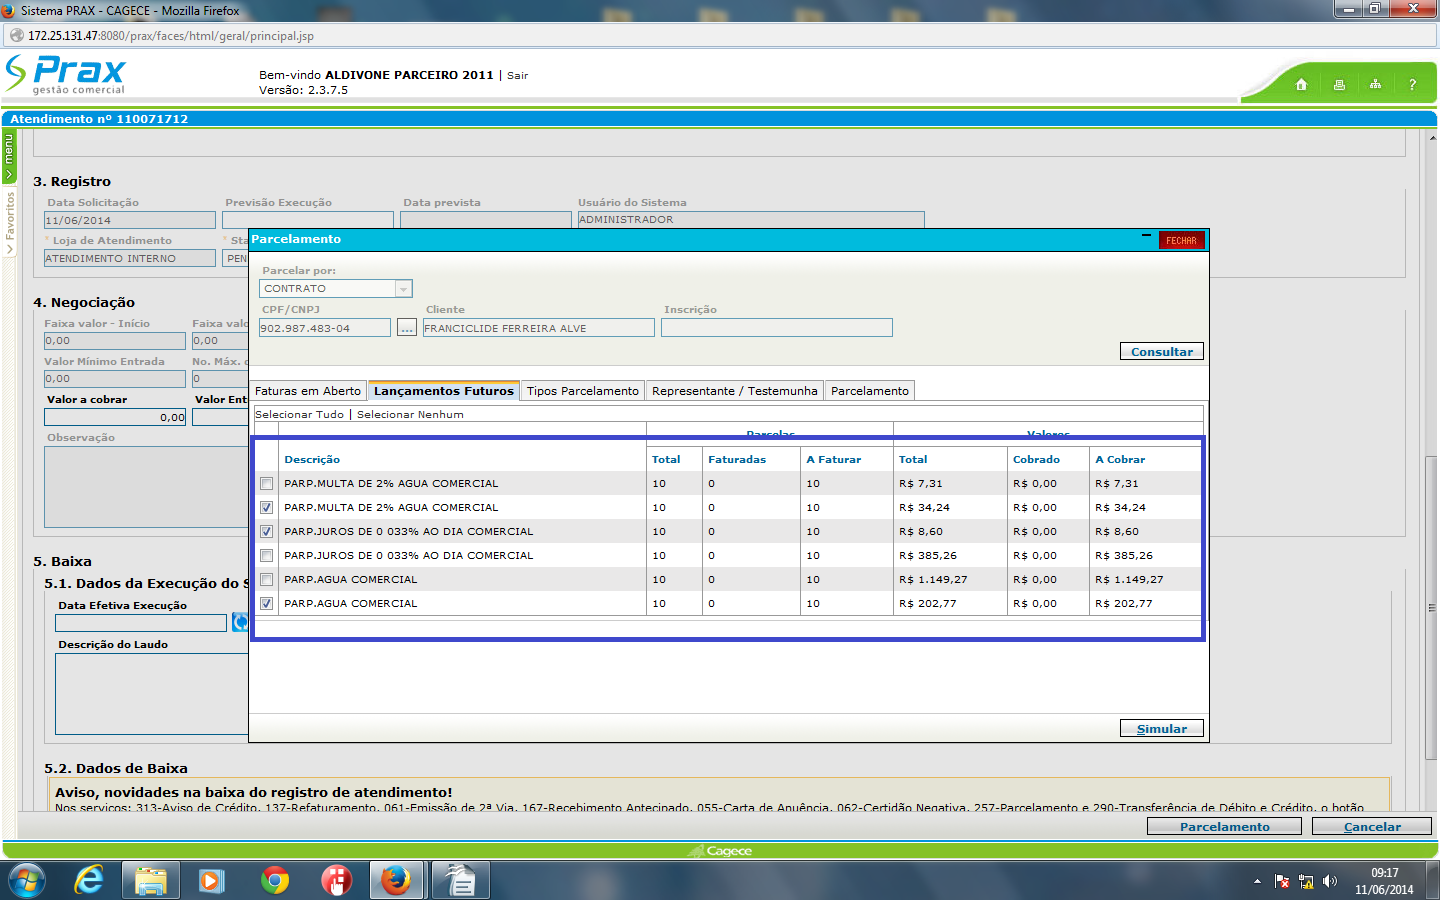 Sistema PRAX - CAGECE - Mozilla Firefox
172.25.131.47:8080/prax/faces/html/geral/principal.jsp
Prax
gestão comercial
Bem-vindo ALDIVONE PARCEIRO 2011 | Sair
Versão: 2.3.7.5
?
Atendimento nº 110071712
menu
Favoritos
3. Registro
Data Solicitação Previsão Execução Data prevista Usuário do Sistema
11/06/2014 ADMINISTRADOR
* Loja de Atendimento * Sta
ATENDIMENTO INTERNO PEN
4. Negociação
Faixa valor - Início Faixa valo
0,00 0,00
Valor Mínimo Entrada No. Máx.
0,00 0
Valor a cobrar Valor Ent
0,00
Observação
5. Baixa
5.1. Dados da Execução do S
Data Efetiva Execução
Descrição do Laudo
Parcelamento FECHAR
Parcelar por:
CONTRATO
CPF/CNPJ Cliente Inscrição
902.987.483-04 ... FRANCICLIDE FERREIRA ALVE
Consultar
Faturas em Aberto Lançamentos Futuros Tipos Parcelamento Representante / Testemunha Parcelamento
Selecionar Tudo | Selecionar Nenhum
Parcelas Valores
Descrição Total Faturadas A Faturar Total Cobrado A Cobrar
PARP.MULTA DE 2% AGUA COMERCIAL 10 0 10 R$ 7,31 R$ 0,00 R$ 7,31
PARP.MULTA DE 2% AGUA COMERCIAL 10 0 10 R$ 34,24 R$ 0,00 R$ 34,24
PARP.JUROS DE 0 033% AO DIA COMERCIAL 10 0 10 R$ 8,60 R$ 0,00 R$ 8,60
PARP.JUROS DE 0 033% AO DIA COMERCIAL 10 0 10 R$ 385,26 R$ 0,00 R$ 385,26
PARP.AGUA COMERCIAL 10 0 10 R$ 1.149,27 R$ 0,00 R$ 1.149,27
PARP.AGUA COMERCIAL 10 0 10 R$ 202,77 R$ 0,00 R$ 202,77
Simular
5.2. Dados de Baixa
Aviso, novidades na baixa do registro de atendimento!
Nos serviços: 313-Aviso de Crédito, 137-Refaturamento, 061-Emissão de 2ª Via, 167-Recebimento Antecipado, 055-Carta de Anuência, 062-Certidão Negativa, 257-Parcelamento e 290-Transferência de Débito e Crédito, o botão
Parcelamento Cancelar
Cagece
09:17
11/06/2014